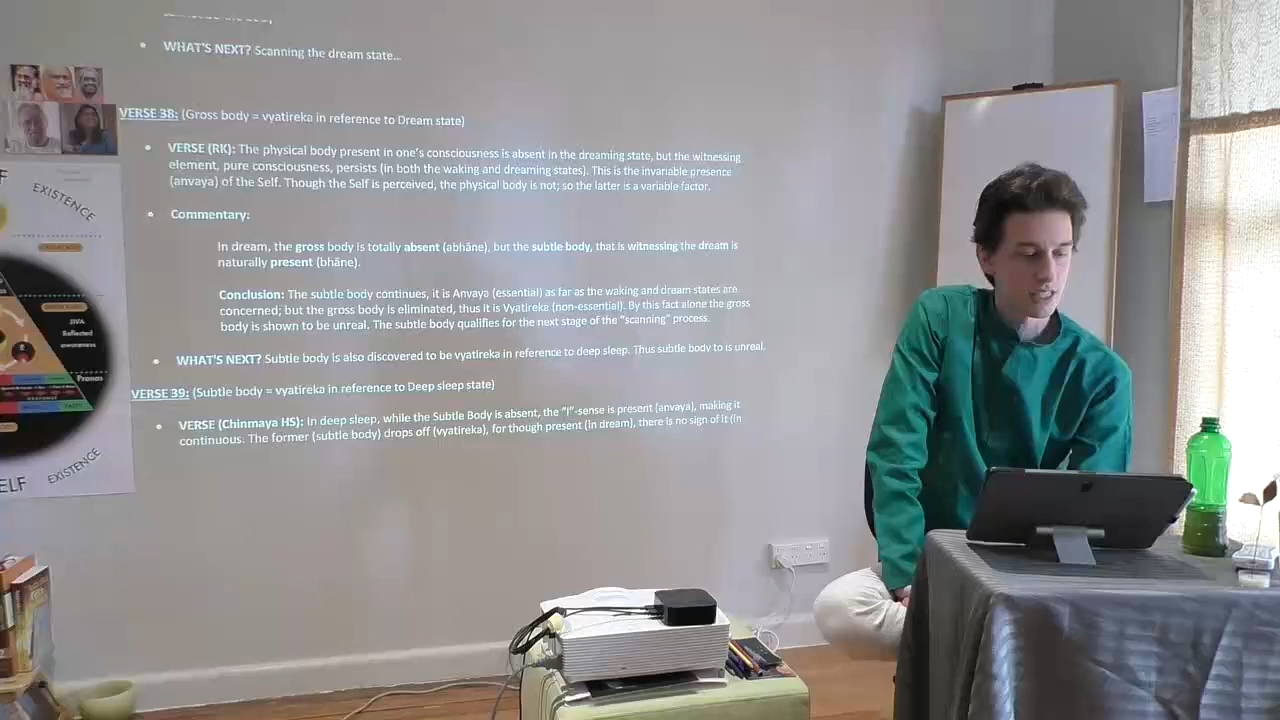 WHAT'S NEXT? Scanning the dream state...
VERSE 38: (Gross body = vyatireka in reference to Dream state)
VERSE (RK): The physical body present in one's consciousness is absent in the dreaming state, but the witnessing
element, pure consciousness, persists (in both the waking and dreaming states). This is the invariable presence
(anvaya) of the Self. Though the Self is perceived, the physical body is not; so the latter is a variable factor.
Commentary:
In dream, the gross body is totally absent (abhāne), but the subtle body, that is witnessing the dream is
naturally present (bhāne).
Conclusion: The subtle body continues, it is Anvaya (essential) as far as the waking and dream states are
concerned; but the gross body is eliminated, thus it is Vyatireka (non-essential). By this fact alone the gross
body is shown to be unreal. The subtle body qualifies for the next stage of the "scanning" process.
WHAT'S NEXT? Subtle body is also discovered to be vyatireka in reference to deep sleep. Thus subtle body to is unreal.
VERSE 39: (Subtle body = vyatireka in reference to Deep sleep state)
VERSE (Chinmaya HS): In deep sleep, while the Subtle Body is absent, the "I"-sense is present (anvaya), making it
continuous. The former (subtle body) drops off (vyatireka), for though present (in dream), there is no sign of it (in
EXISTENCE
JIVA
Reflected
awareness
Pranas
EXISTENCE
ELF